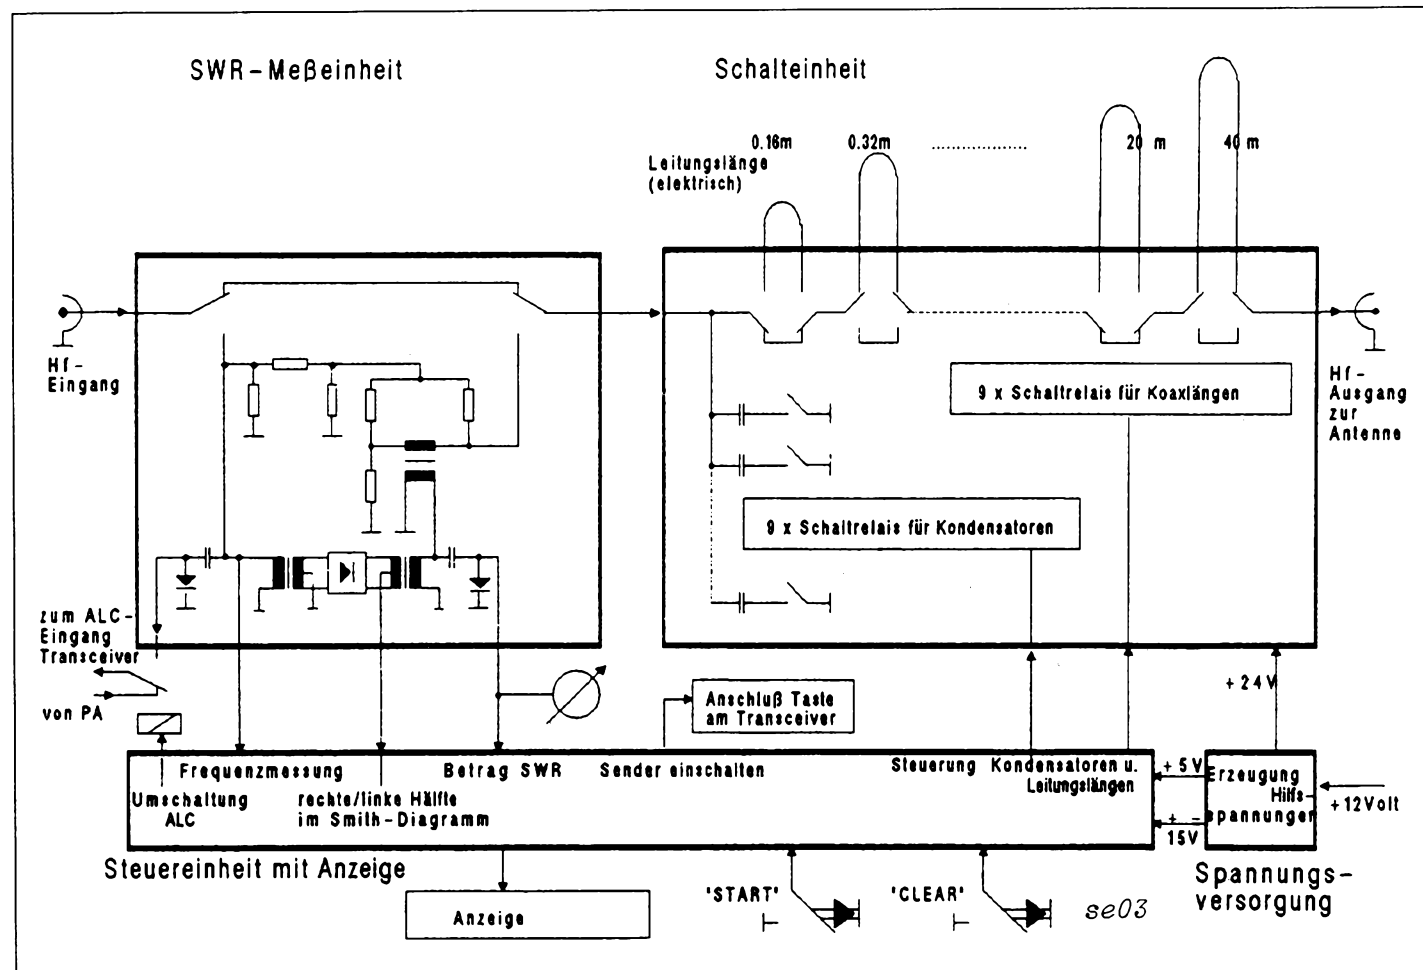 SWR-Meßeinheit
Schalteinheit
0.16m
0.32m
...................
20 m
40 m
Leitungslänge
(elektrisch)
Hf-
Eingang
9 x Schaltrelais für Koaxlängen
Hf-
Ausgang
zur
Antenne
9 x Schaltrelais für Kondensatoren
zum ALC-
Eingang
Transceiver
von PA
Anschluß Taste
am Transceiver
+24V
Frequenzmessung
Betrag SWR
Sender einschalten
Steuerung Kondensatoren u.
Leitungslängen
Umschaltung
ALC
rechte/linke Hälfte
im Smith-Diagramm
+5V
+ -
15V
Erzeugung
Hilfs-
spannungen
+12Volt
Steuereinheit mit Anzeige
Anzeige
'START'
'CLEAR'
se03
Spannungs-
versorgung